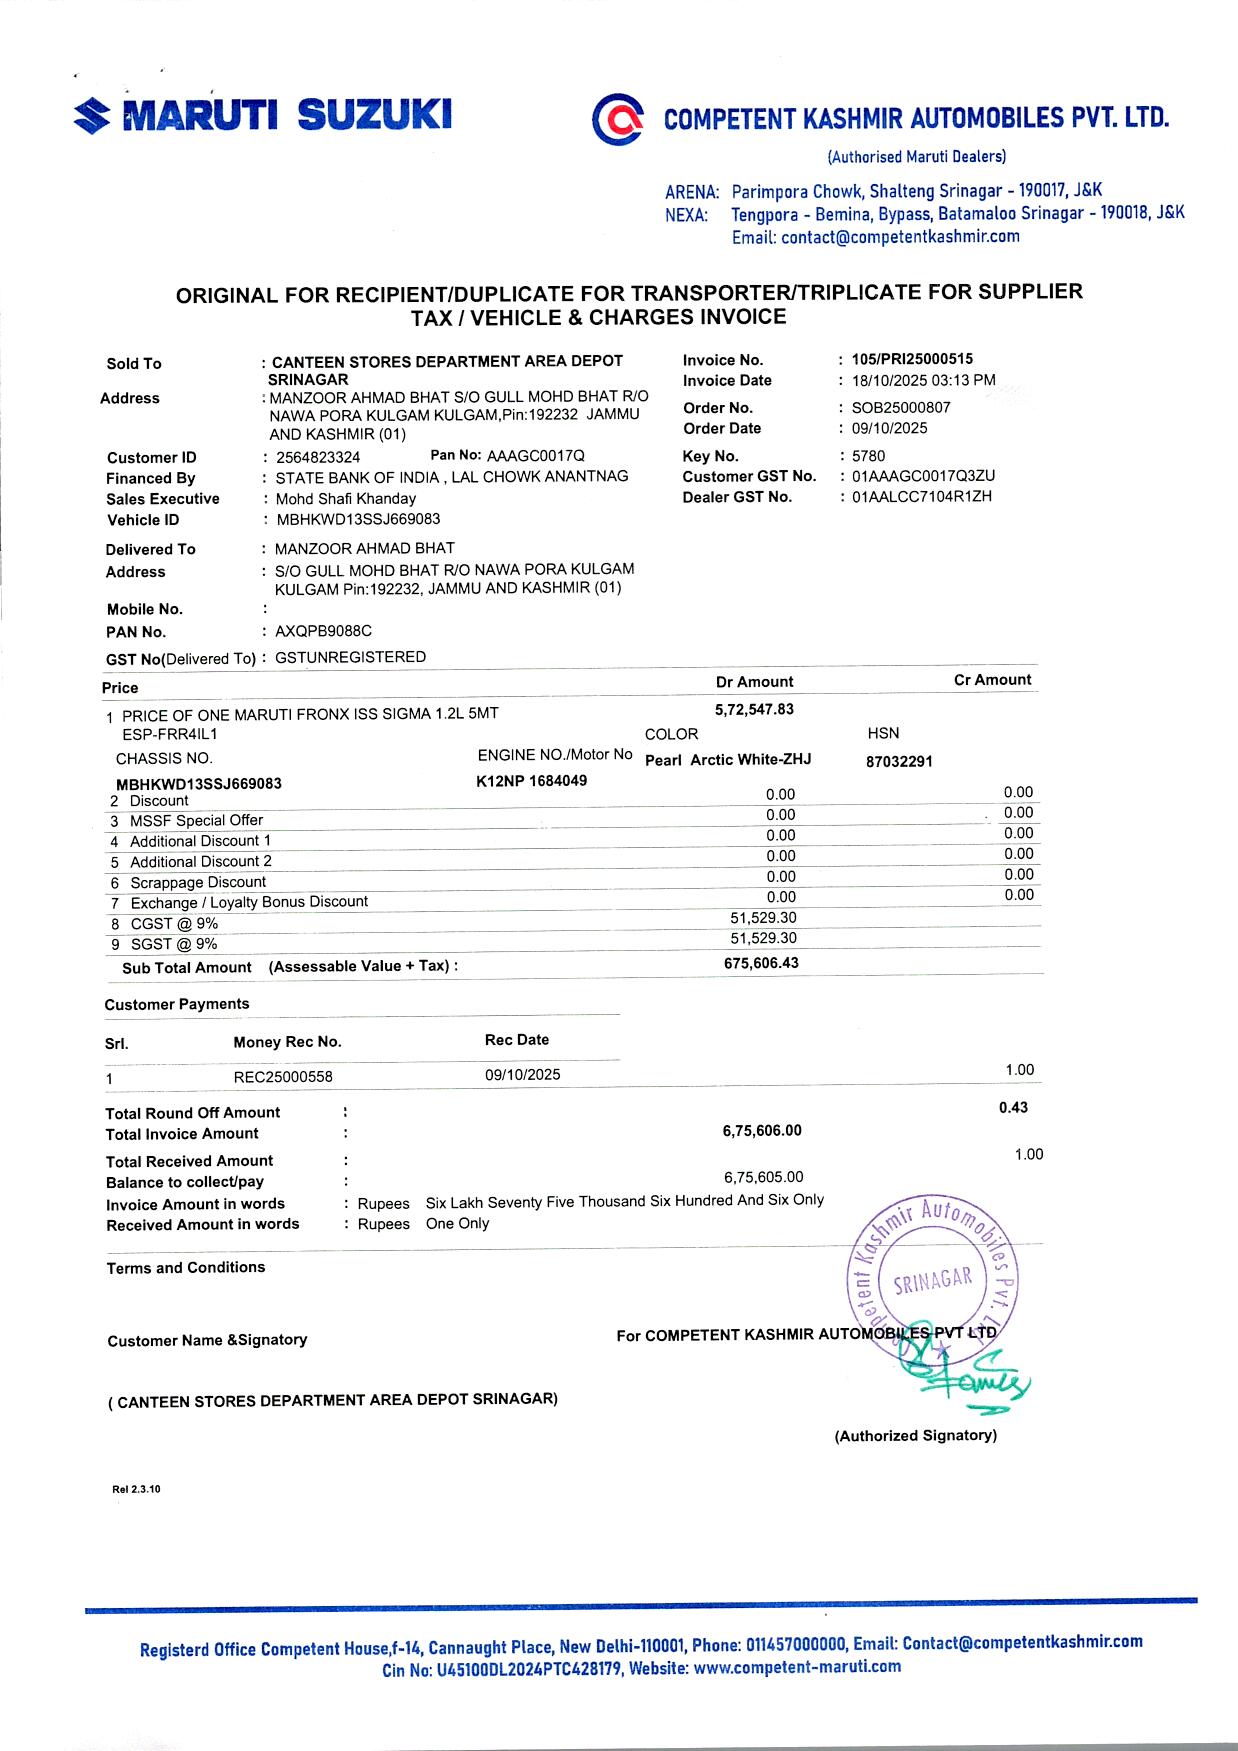 MARUTI SUZUKI
COMPETENT KASHMIR AUTOMOBILES PVT. LTD.
(Authorised Maruti Dealers)
ARENA: Parimpora Chowk, Shalteng Srinagar - 190017, J&K
NEXA: Tengpora - Bemina, Bypass, Batamaloo Srinagar - 190018, J&K
Email: contact@competentkashmir.com
ORIGINAL FOR RECIPIENT/DUPLICATE FOR TRANSPORTER/TRIPLICATE FOR SUPPLIER
TAX / VEHICLE & CHARGES INVOICE
Sold To : CANTEEN STORES DEPARTMENT AREA DEPOT
SRINAGAR
Address : MANZOOR AHMAD BHAT S/O GULL MOHD BHAT R/O
NAWA PORA KULGAM KULGAM,Pin:192232 JAMMU
AND KASHMIR (01)
Customer ID : 2564823324 Pan No: AAAGC0017Q
Financed By : STATE BANK OF INDIA , LAL CHOWK ANANTNAG
Sales Executive : Mohd Shafi Khanday
Vehicle ID : MBHKWD13SSJ669083
Invoice No. : 105/PRI25000515
Invoice Date : 18/10/2025 03:13 PM
Order No. : SOB25000807
Order Date : 09/10/2025
Key No. : 5780
Customer GST No. : 01AAAGC0017Q3ZU
Dealer GST No. : 01AALCC7104R1ZH
Delivered To : MANZOOR AHMAD BHAT
Address : S/O GULL MOHD BHAT R/O NAWA PORA KULGAM
KULGAM Pin:192232, JAMMU AND KASHMIR (01)
Mobile No. :
PAN No. : AXQPB9088C
GST No(Delivered To) : GSTUNREGISTERED
Price Dr Amount Cr Amount
1 PRICE OF ONE MARUTI FRONX ISS SIGMA 1.2L 5MT 5,72,547.83
ESP-FRR4IL1 COLOR HSN
CHASSIS NO. ENGINE NO./Motor No Pearl Arctic White-ZHJ 87032291
MBHKWD13SSJ669083 K12NP 1684049
2 Discount 0.00 0.00
3 MSSF Special Offer 0.00 0.00
4 Additional Discount 1 0.00 0.00
5 Additional Discount 2 0.00 0.00
6 Scrappage Discount 0.00 0.00
7 Exchange / Loyalty Bonus Discount 0.00 0.00
8 CGST @ 9% 51,529.30
9 SGST @ 9% 51,529.30
Sub Total Amount (Assessable Value + Tax) : 675,606.43
Customer Payments
Srl. Money Rec No. Rec Date
1 REC25000558 09/10/2025 1.00
Total Round Off Amount : 0.43
Total Invoice Amount : 6,75,606.00
Total Received Amount : 1.00
Balance to collect/pay : 6,75,605.00
Invoice Amount in words : Rupees Six Lakh Seventy Five Thousand Six Hundred And Six Only
Received Amount in words : Rupees One Only
Terms and Conditions
Competent Kashmir Automobiles Pvt. Ltd.
SRINAGAR
Customer Name &Signatory
For COMPETENT KASHMIR AUTOMOBILES PVT LTD
( CANTEEN STORES DEPARTMENT AREA DEPOT SRINAGAR)
(Authorized Signatory)
Rel 2.3.10
Registerd Office Competent House,f-14, Cannaught Place, New Delhi-110001, Phone: 011457000000, Email: Contact@competentkashmir.com
Cin No: U45100DL2024PTC428179, Website: www.competent-maruti.com